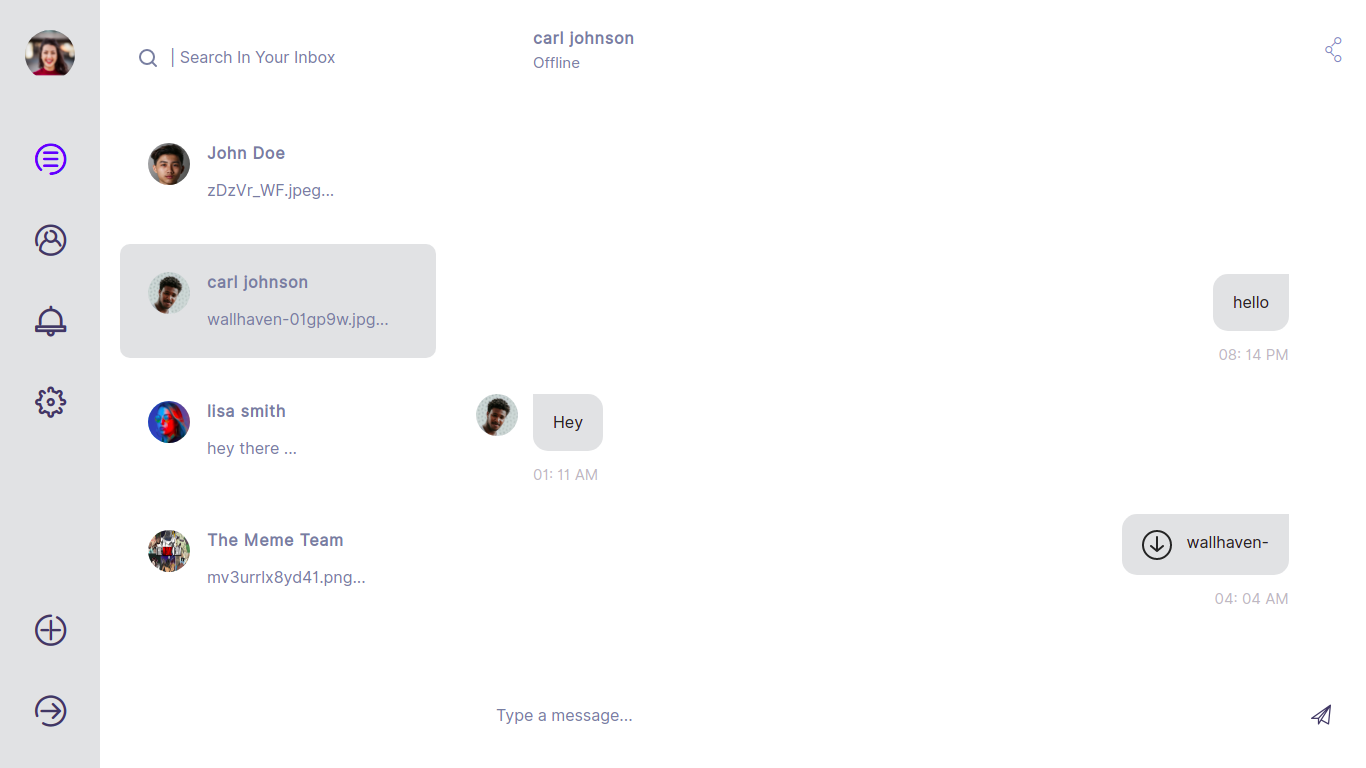 | Search In Your Inbox
carl johnson
Offline
John Doe
zDzVr_WF.jpeg...
carl johnson
wallhaven-01gp9w.jpg...
lisa smith
hey there ...
The Meme Team
mv3urrlx8yd41.png...
hello
08: 14 PM
Hey
01: 11 AM
wallhaven-
04: 04 AM
Type a message...